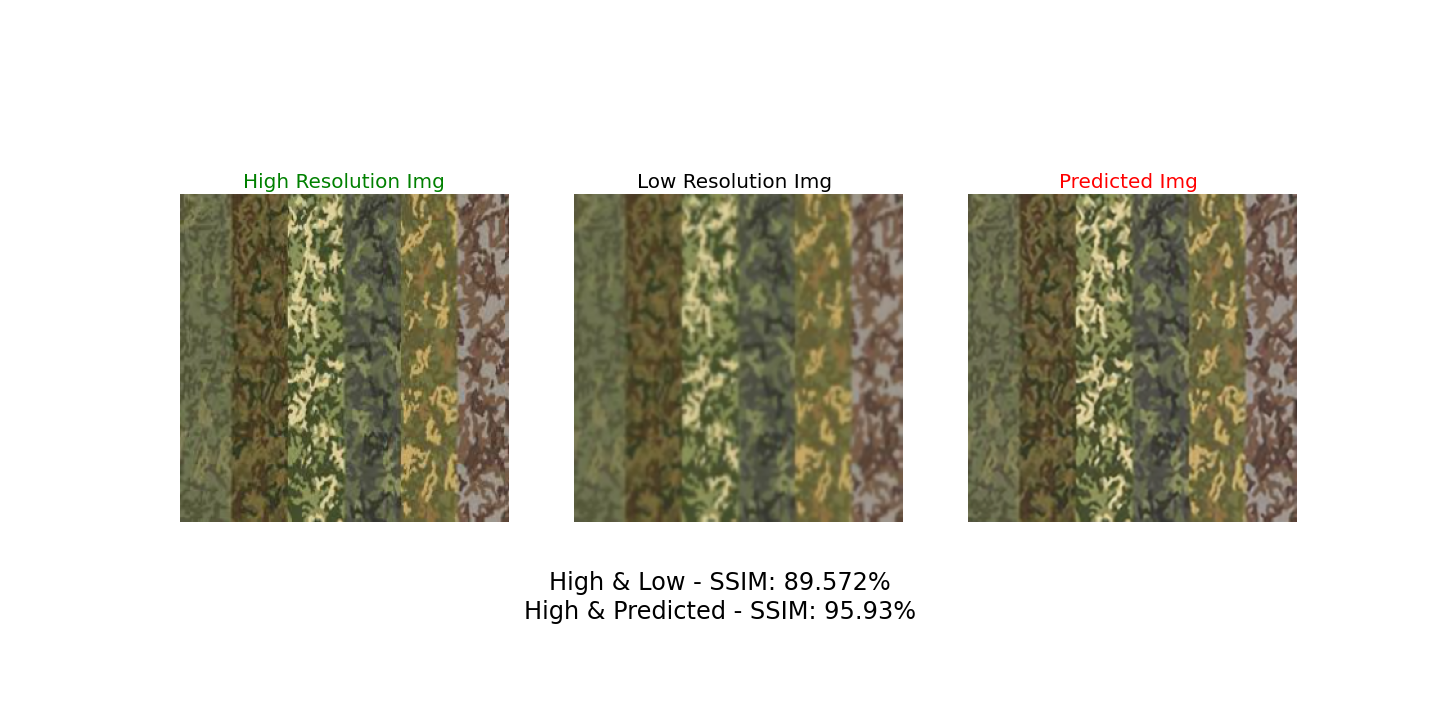 High Resolution Img
Low Resolution Img
Predicted Img
High & Low - SSIM: 89.572%
High & Predicted - SSIM: 95.93%